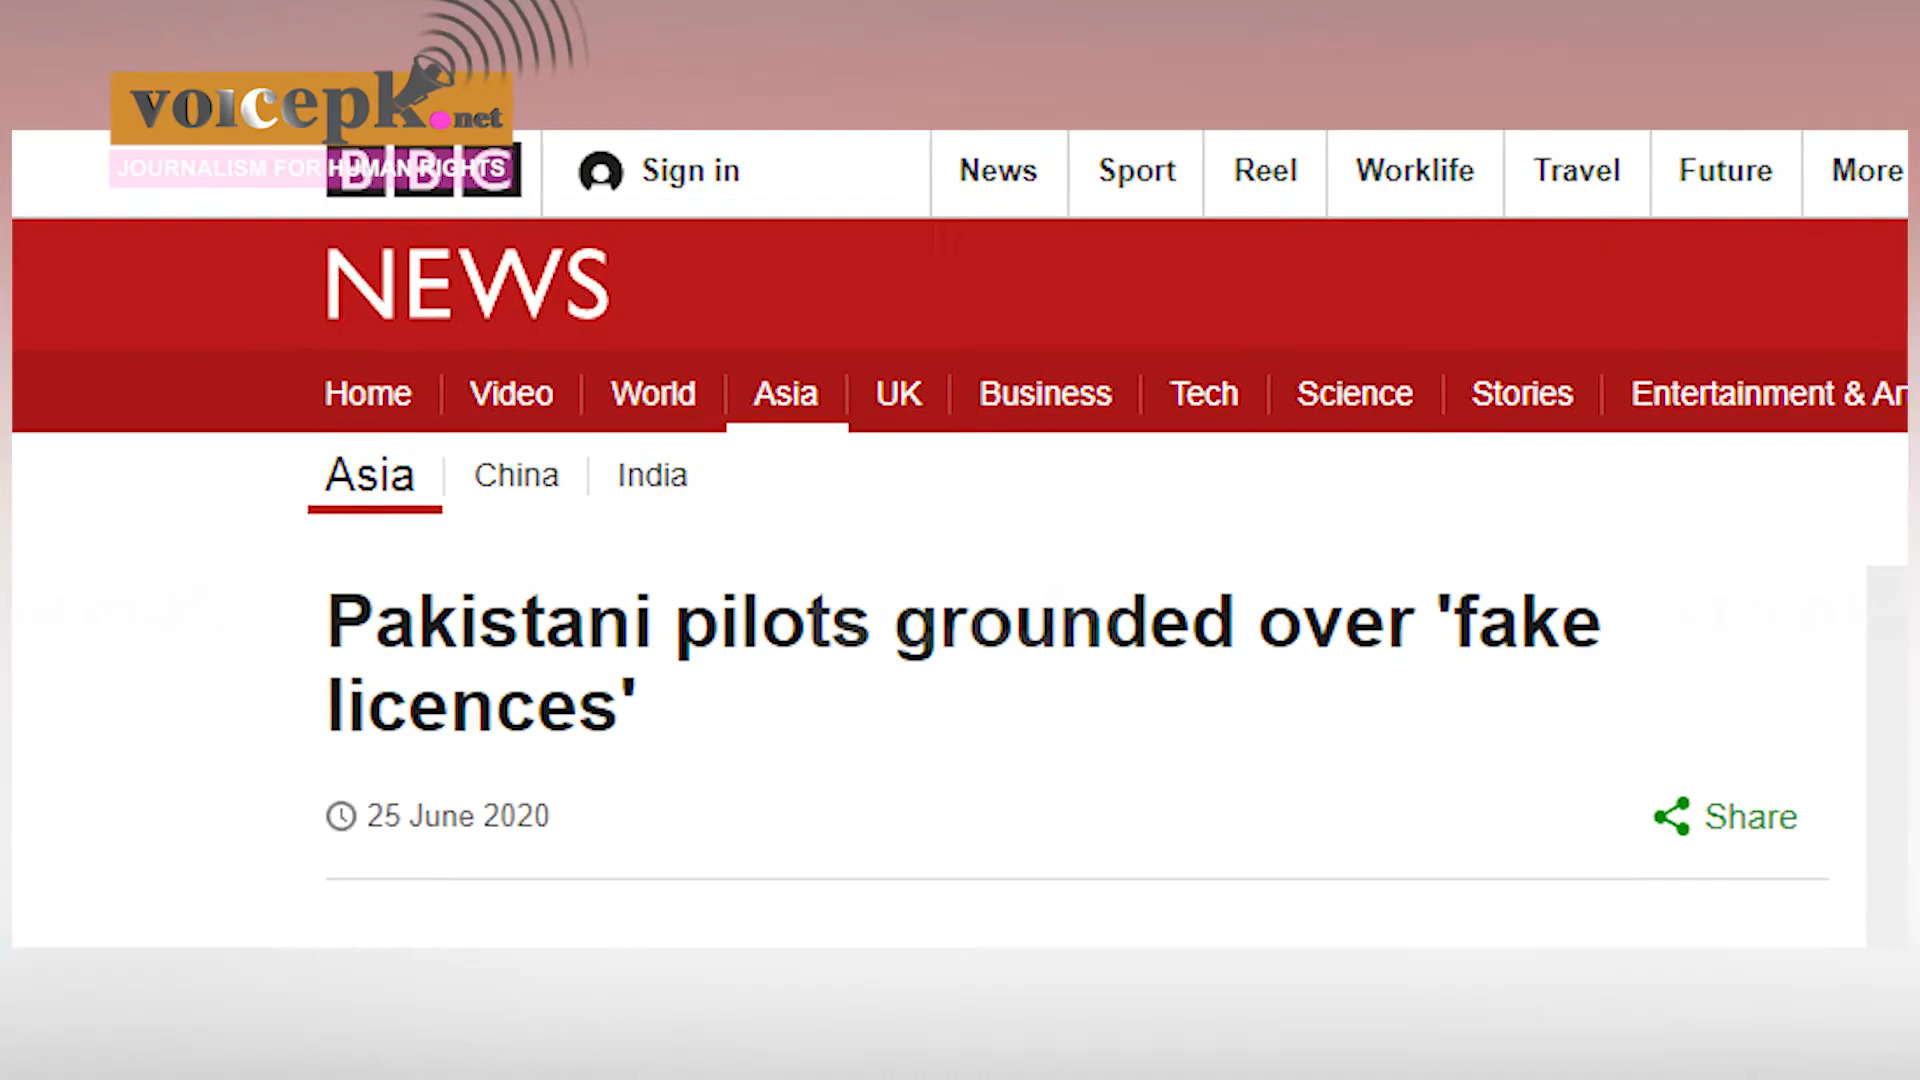 voicepk.net
JOURNALISM FOR HUMAN RIGHTS
BBC
Sign in
News
Sport
Reel
Worklife
Travel
Future
More
NEWS
Home
Video
World
Asia
UK
Business
Tech
Science
Stories
Entertainment & Ar
Asia
China
India
Pakistani pilots grounded over 'fake
licences'
25 June 2020
Share